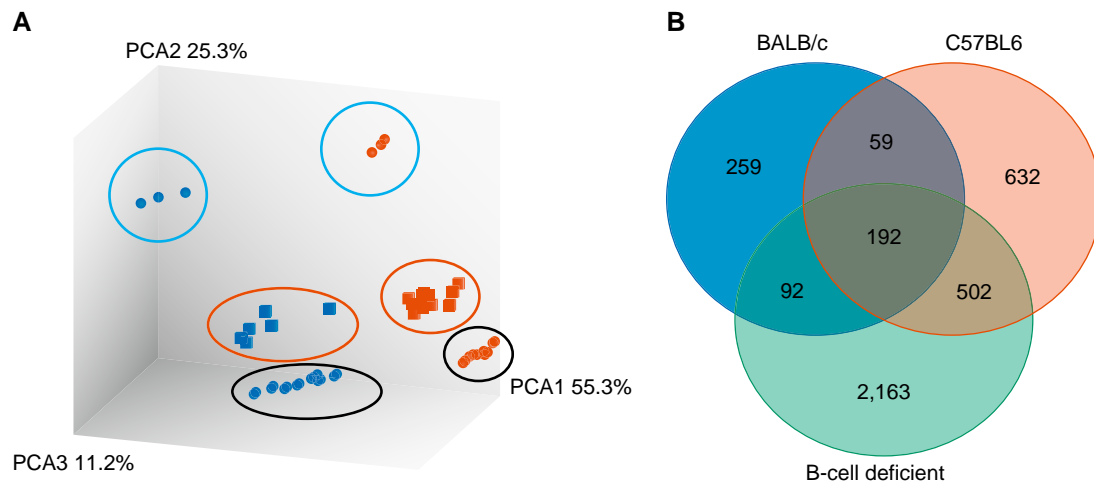 A
PCA2 25.3%
PCA1 55.3%
PCA3 11.2%
B
BALB/c
C57BL6
259
59
632
192
92
502
2,163
B-cell deficient